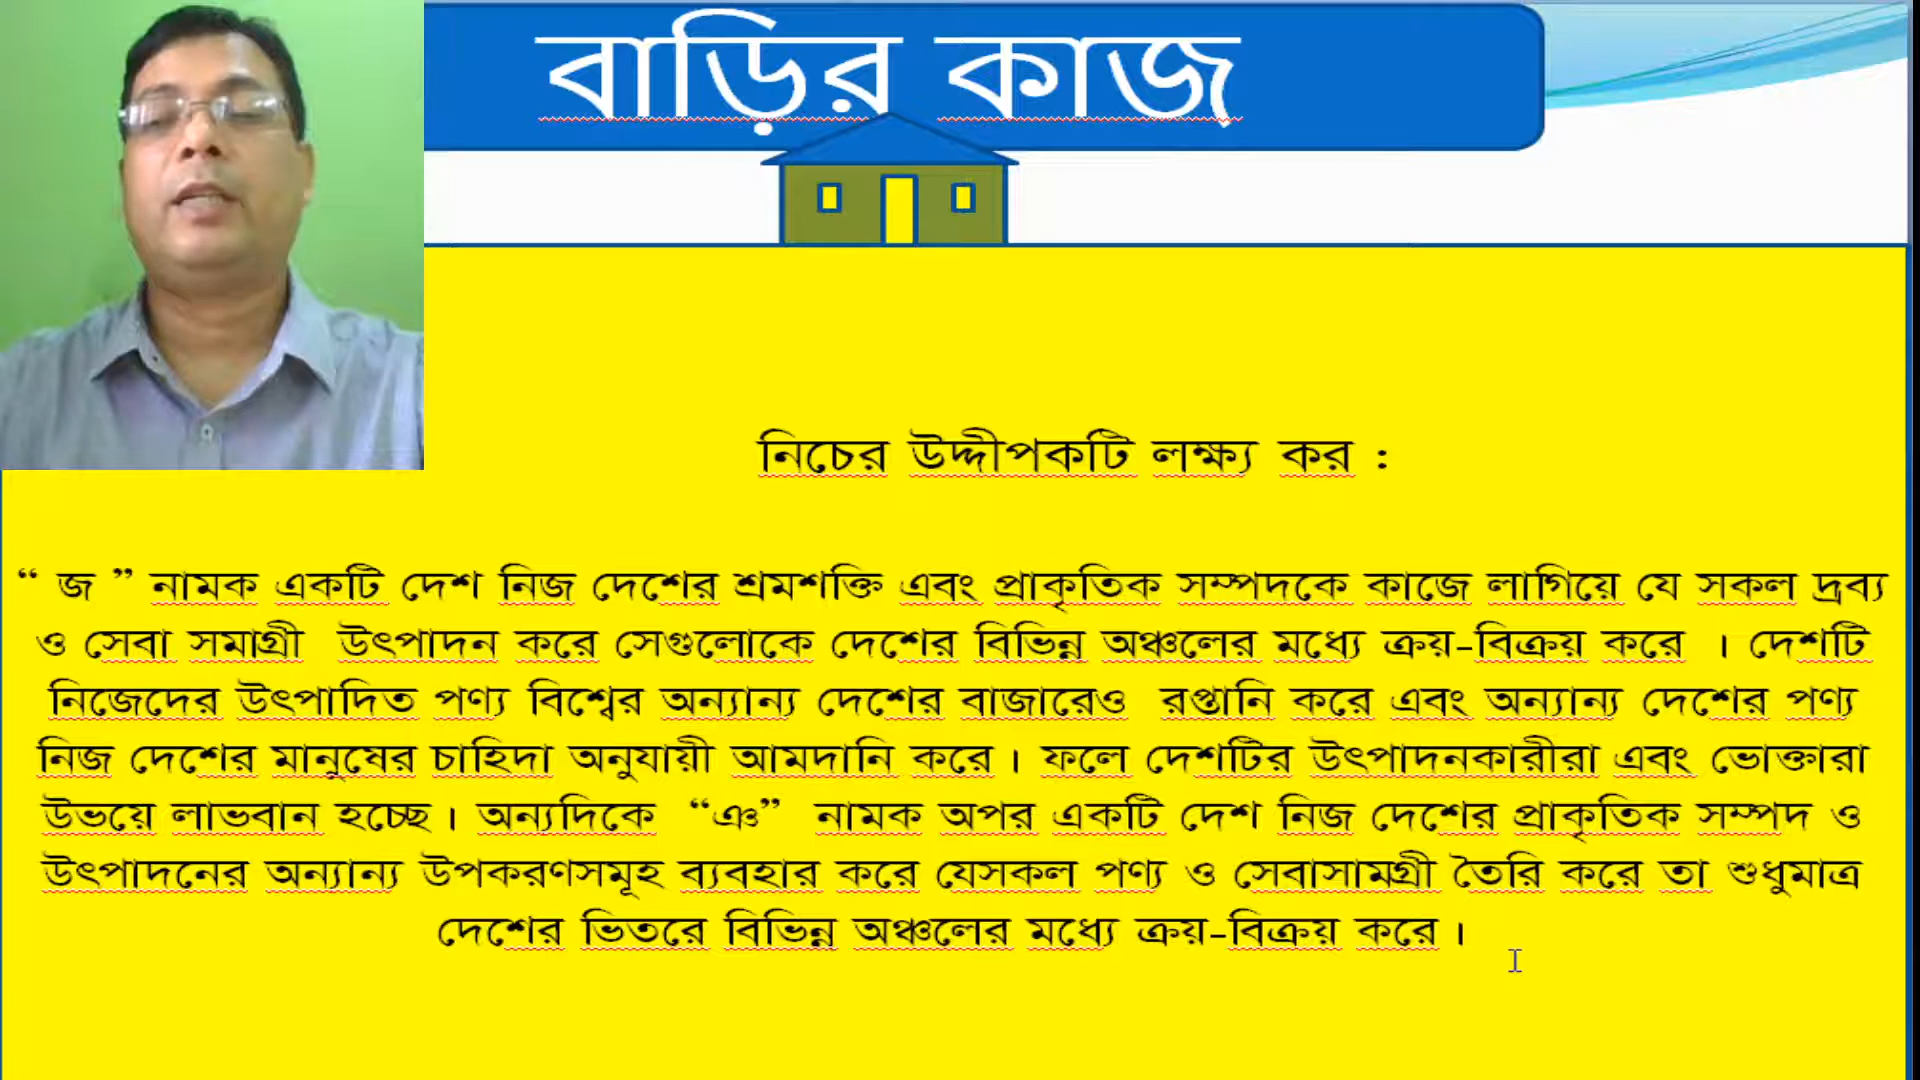 বাড়ির কাজ
নিচের উদ্দীপকটি লক্ষ্য কর :
“ জ ” নামক একটি দেশ নিজ দেশের শ্রমশক্তি এবং প্রাকৃতিক সম্পদকে কাজে লাগিয়ে যে সকল দ্রব্য
ও সেবা সমাগ্রী উৎপাদন করে সেগুলোকে দেশের বিভিন্ন অঞ্চলের মধ্যে ক্রয়-বিক্রয় করে । দেশটি
নিজেদের উৎপাদিত পণ্য বিশ্বের অন্যান্য দেশের বাজারেও রপ্তানি করে এবং অন্যান্য দেশের পণ্য
নিজ দেশের মানুষের চাহিদা অনুযায়ী আমদানি করে। ফলে দেশটির উৎপাদনকারীরা এবং ভোক্তারা
উভয়ে লাভবান হচ্ছে। অন্যদিকে “ঞ” নামক অপর একটি দেশ নিজ দেশের প্রাকৃতিক সম্পদ ও
উৎপাদনের অন্যান্য উপকরণসমূহ ব্যবহার করে যেসকল পণ্য ও সেবাসামগ্রী তৈরি করে তা শুধুমাত্র
দেশের ভিতরে বিভিন্ন অঞ্চলের মধ্যে ক্রয়-বিক্রয় করে।